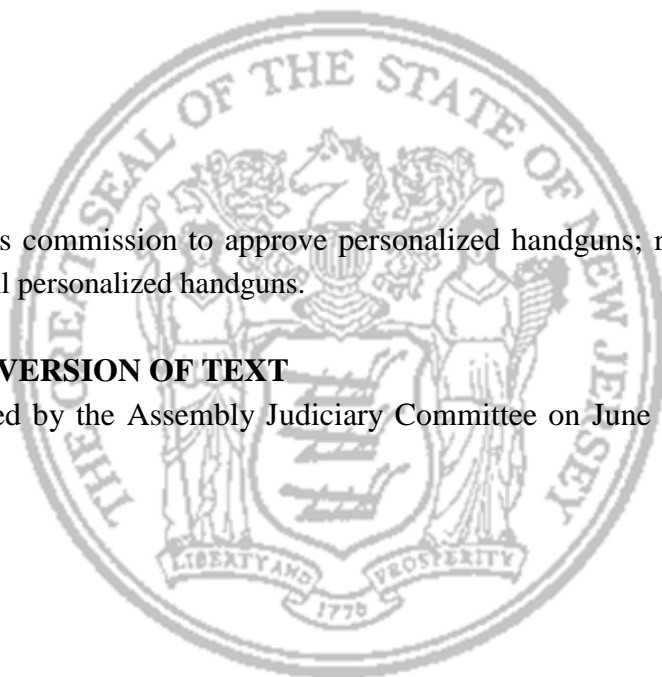 THE GREAT SEAL OF THE STATE OF NEW JERSEY
s commission to approve personalized handguns; r
l personalized handguns.
VERSION OF TEXT
ed by the Assembly Judiciary Committee on June
LIBERTY AND PROSPERITY
1776